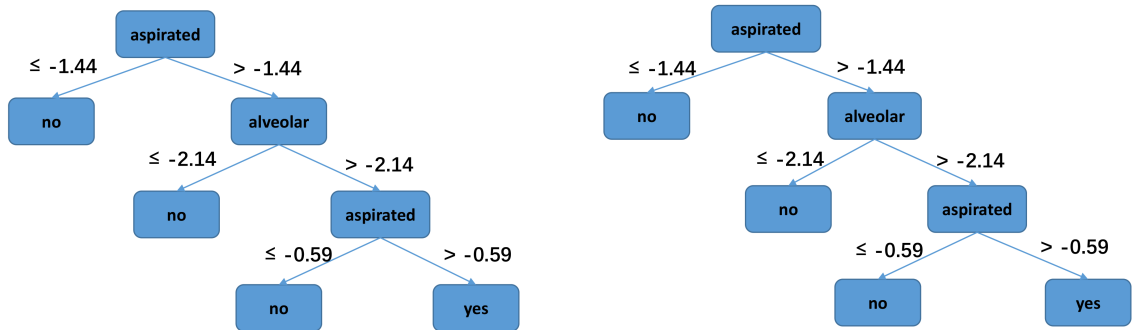 aspirated
≤ -1.44
> -1.44
no
alveolar
≤ -2.14
> -2.14
no
aspirated
≤ -0.59
> -0.59
no
yes
aspirated
≤ -1.44
> -1.44
no
alveolar
≤ -2.14
> -2.14
no
aspirated
≤ -0.59
> -0.59
no
yes